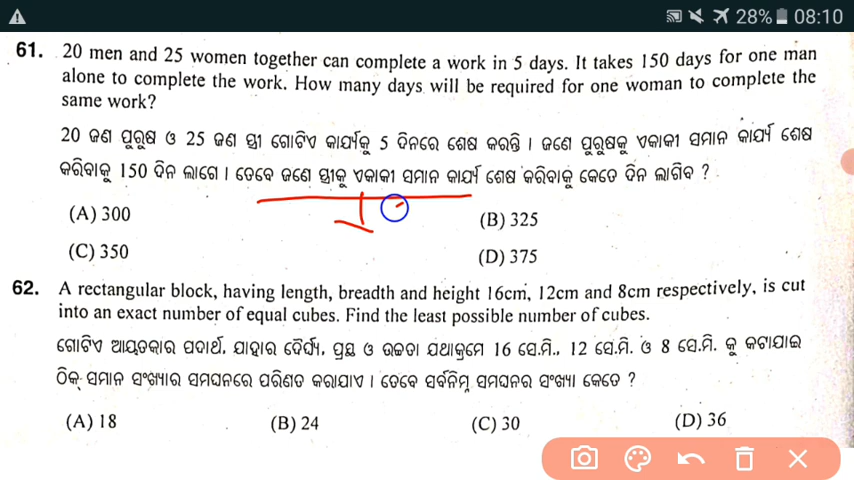 28% 08:10
61. 20 men and 25 women together can complete a work in 5 days. It takes 150 days for one man
alone to complete the work. How many days will be required for one woman to complete the
same work?
20 ଜଣ ପୁରୁଷ ଓ 25 ଜଣ ସ୍ତ୍ରୀ ଗୋଟିଏ କାର୍ଯ୍ୟକୁ 5 ଦିନରେ ଶେଷ କରନ୍ତି । ଜଣେ ପୁରୁଷକୁ ଏକାକୀ ସମାନ କାର୍ଯ୍ୟ ଶେଷ
କରିବାକୁ 150 ଦିନ ଲାଗେ । ତେବେ ଜଣେ ସ୍ତ୍ରୀକୁ ଏକାକୀ ସମାନ କାର୍ଯ୍ୟ ଶେଷ କରିବାକୁ କେତେ ଦିନ ଲାଗିବ ?
(A) 300 (B) 325
(C) 350 (D) 375
62. A rectangular block, having length, breadth and height 16cm, 12cm and 8cm respectively, is cut
into an exact number of equal cubes. Find the least possible number of cubes.
ଗୋଟିଏ ଆୟତକାର ପଦାର୍ଥ, ଯାହାର ଦୈର୍ଘ୍ୟ, ପ୍ରସ୍ଥ ଓ ଉଚ୍ଚତା ଯଥାକ୍ରମେ 16 ସେ.ମି., 12 ସେ.ମି. ଓ 8 ସେ.ମି. କୁ କଟାଯାଇ
ଠିକ୍ ସମାନ ସଂଖ୍ୟାର ସମଘନରେ ପରିଣତ କରାଯାଏ । ତେବେ ସର୍ବନିମ୍ନ ସମଘନର ସଂଖ୍ୟା କେତେ ?
(A) 18 (B) 24 (C) 30 (D) 36